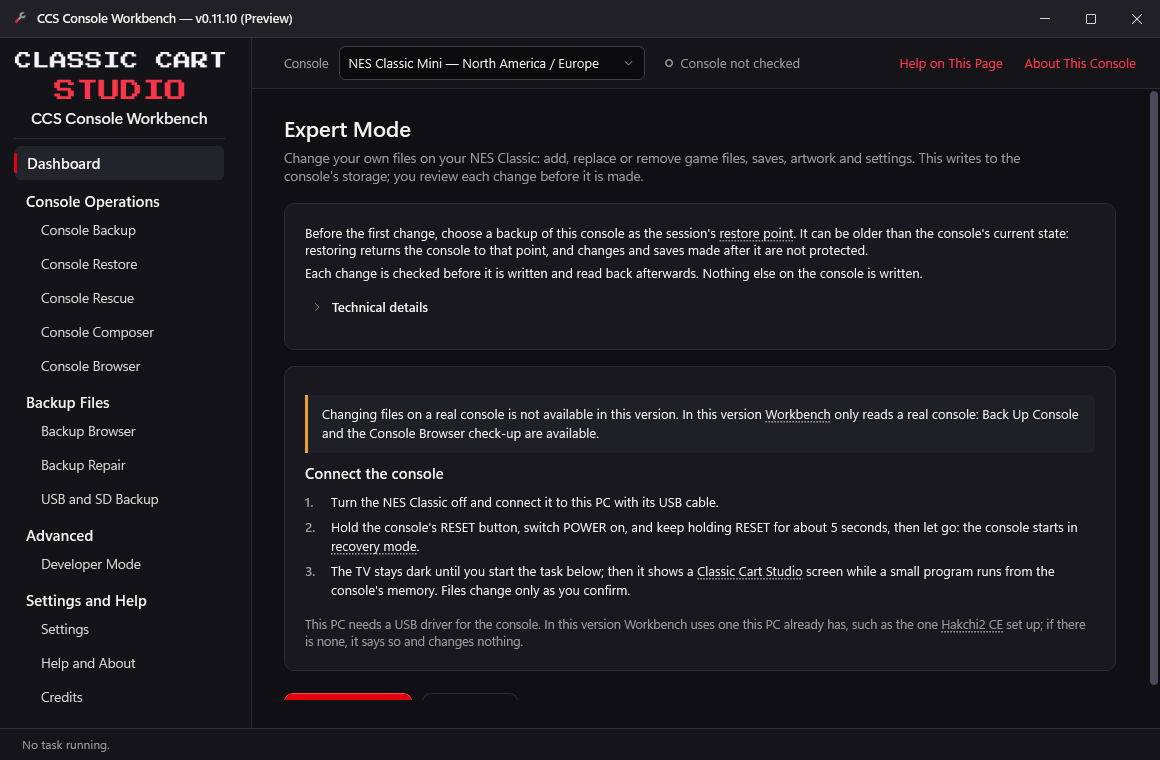 CCS Console Workbench — v0.11.10 (Preview)
CLASSIC CART
STUDIO
CCS Console Workbench
Dashboard
Console Operations
Console Backup
Console Restore
Console Rescue
Console Composer
Console Browser
Backup Files
Backup Browser
Backup Repair
USB and SD Backup
Advanced
Developer Mode
Settings and Help
Settings
Help and About
Credits
Console
NES Classic Mini — North America / Europe
Console not checked
Help on This Page
About This Console
Expert Mode
Change your own files on your NES Classic: add, replace or remove game files, saves, artwork and settings. This writes to the
console's storage; you review each change before it is made.
Before the first change, choose a backup of this console as the session's restore point. It can be older than the console's current state:
restoring returns the console to that point, and changes and saves made after it are not protected.
Each change is checked before it is written and read back afterwards. Nothing else on the console is written.
Technical details
Changing files on a real console is not available in this version. In this version Workbench only reads a real console: Back Up Console
and the Console Browser check-up are available.
Connect the console
1. Turn the NES Classic off and connect it to this PC with its USB cable.
2. Hold the console's RESET button, switch POWER on, and keep holding RESET for about 5 seconds, then let go: the console starts in
recovery mode.
3. The TV stays dark until you start the task below; then it shows a Classic Cart Studio screen while a small program runs from the
console's memory. Files change only as you confirm.
This PC needs a USB driver for the console. In this version Workbench uses one this PC already has, such as the one Hakchi2 CE set up; if there
is none, it says so and changes nothing.
No task running.